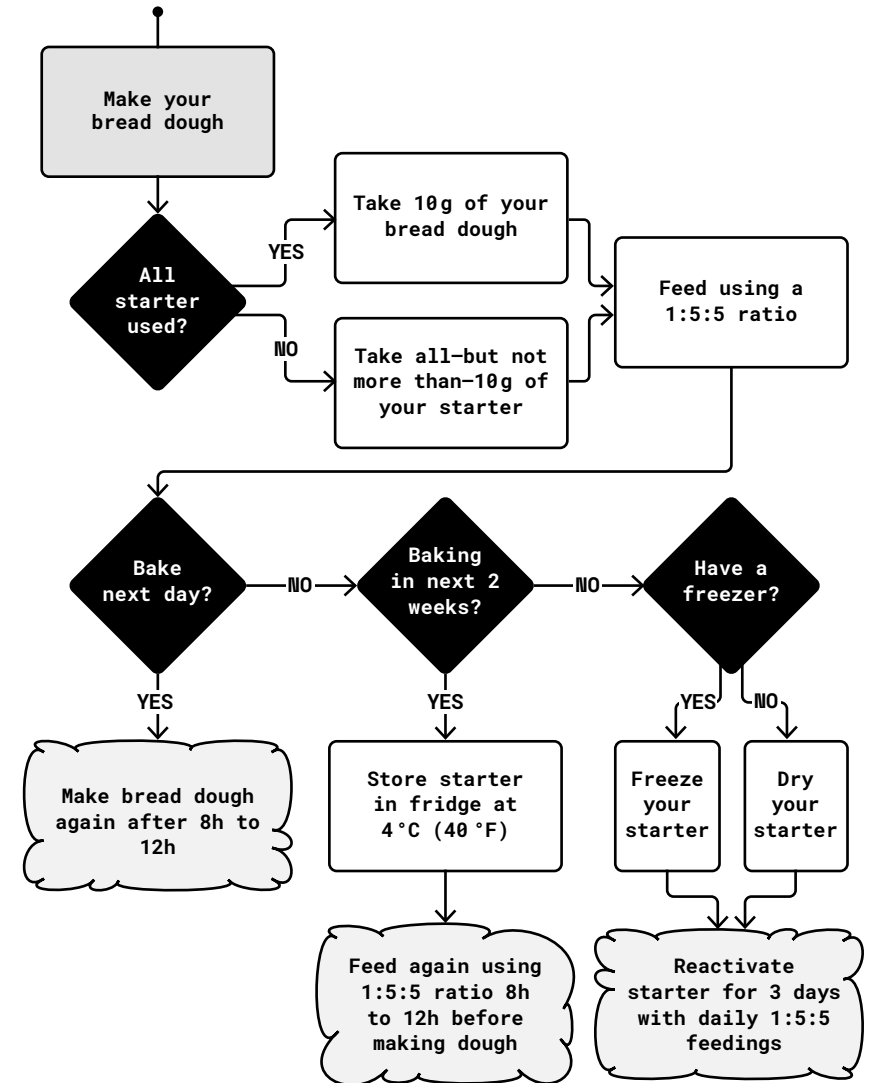 Make your
bread dough
All
starter
used?
YES
Take 10g of your
bread dough
NO
Take all—but not
more than—10g of
your starter
Feed using a
1:5:5 ratio
Bake
next day?
NO
Baking
in next 2
weeks?
NO
Have a
freezer?
YES
YES
YES
NO
Make bread dough
again after 8h to
12h
Store starter
in fridge at
4°C (40°F)
Freeze
your
starter
Dry
your
starter
Feed again using
1:5:5 ratio 8h
to 12h before
making dough
Reactivate
starter for 3 days
with daily 1:5:5
feedings